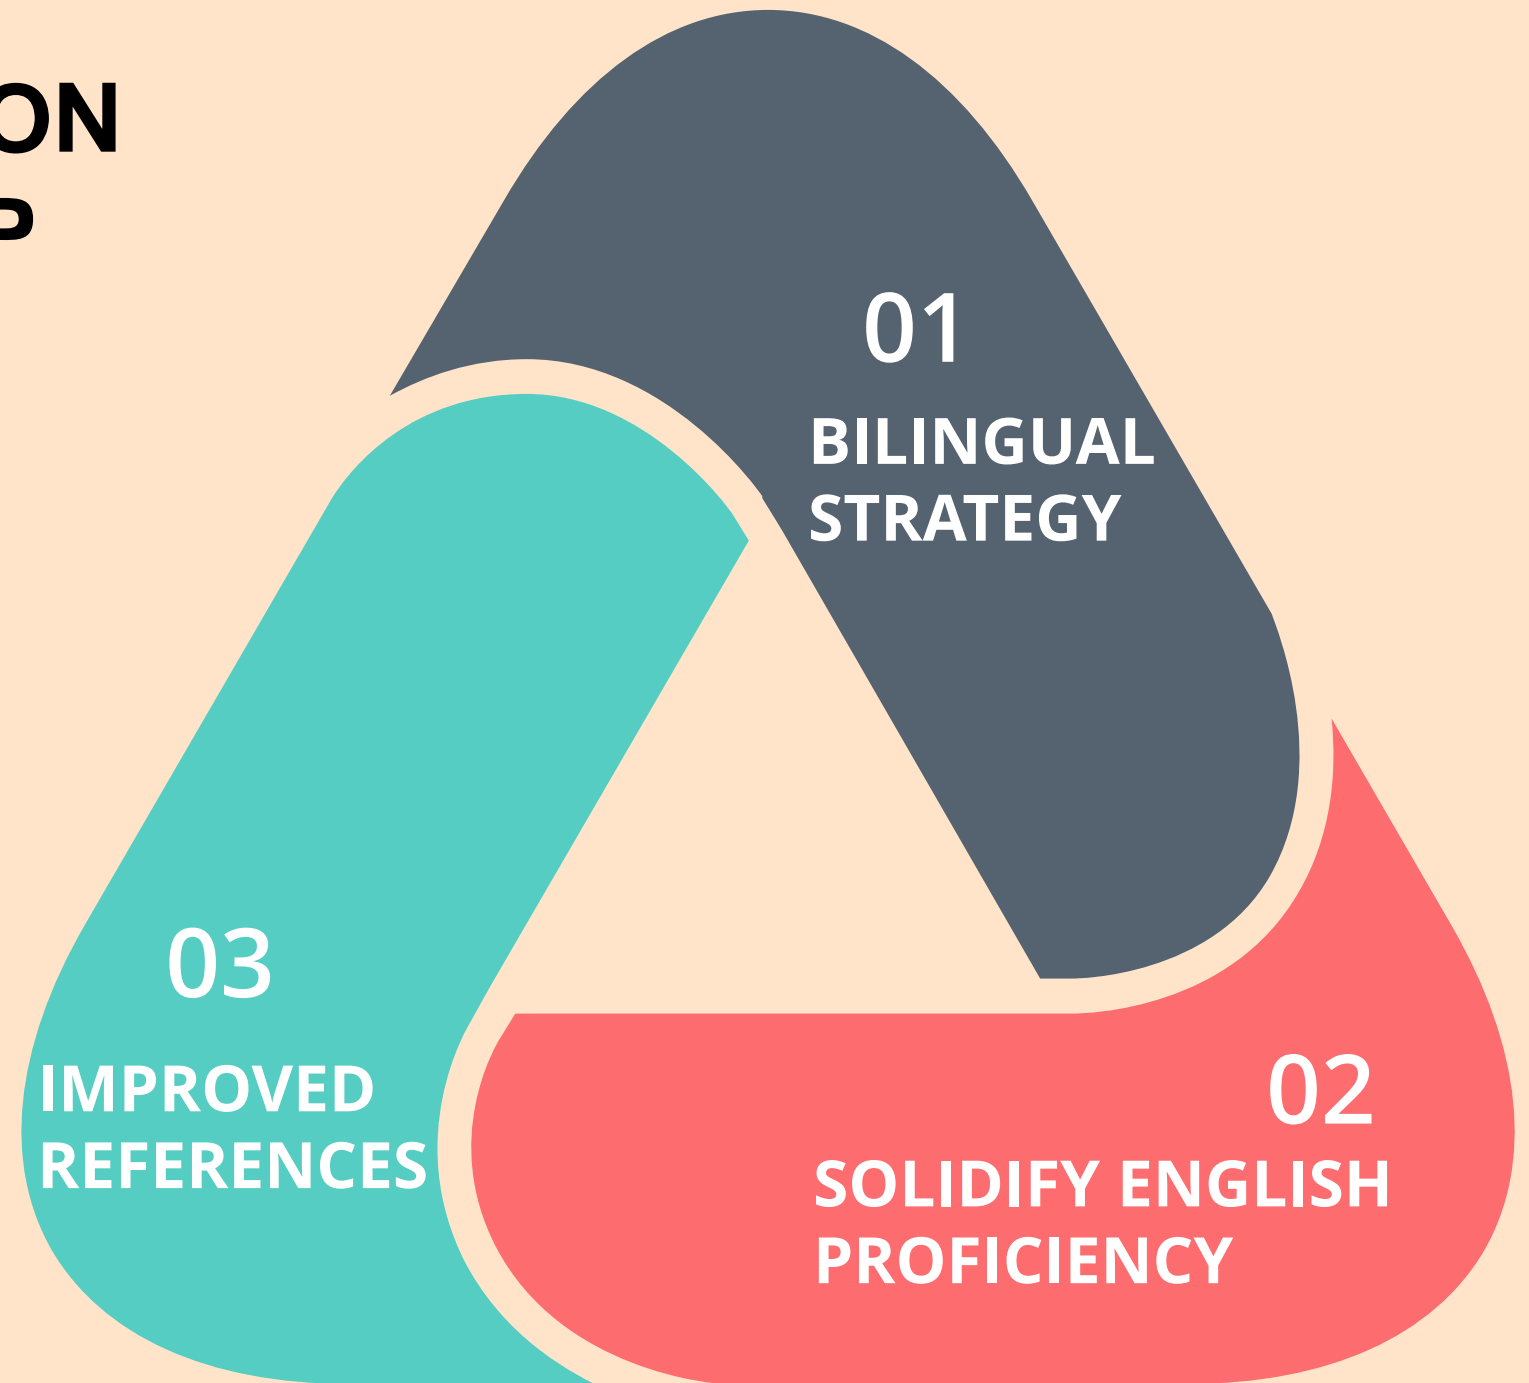 ON
P
01
BILINGUAL
STRATEGY
03
IMPROVED
REFERENCES
02
SOLIDIFY ENGLISH
PROFICIENCY